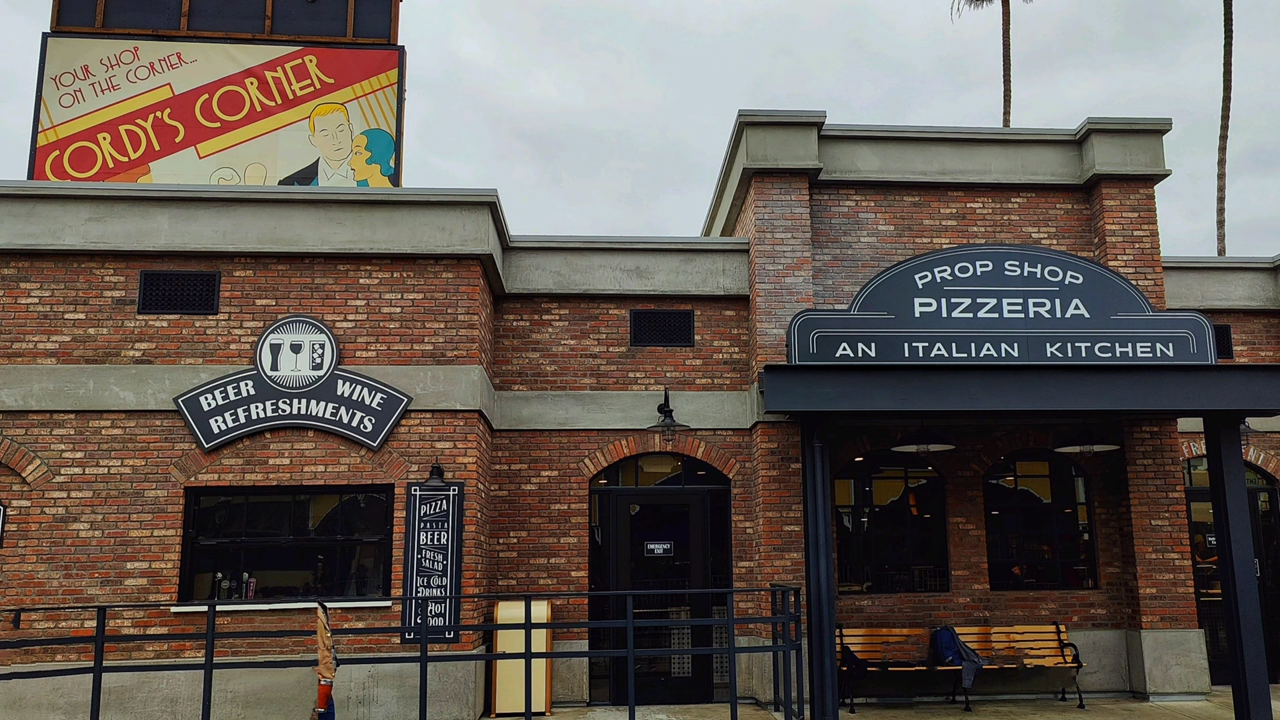 YOUR SHOP
ON THE CORNER...
CORDY'S CORNER
BEER WINE
REFRESHMENTS
PROP SHOP
PIZZERIA
AN ITALIAN KITCHEN
PIZZA
PASTA
BEER
FRESH
SALAD
ICE COLD
DRINKS
HOT
FOOD
EMERGENCY
EXIT